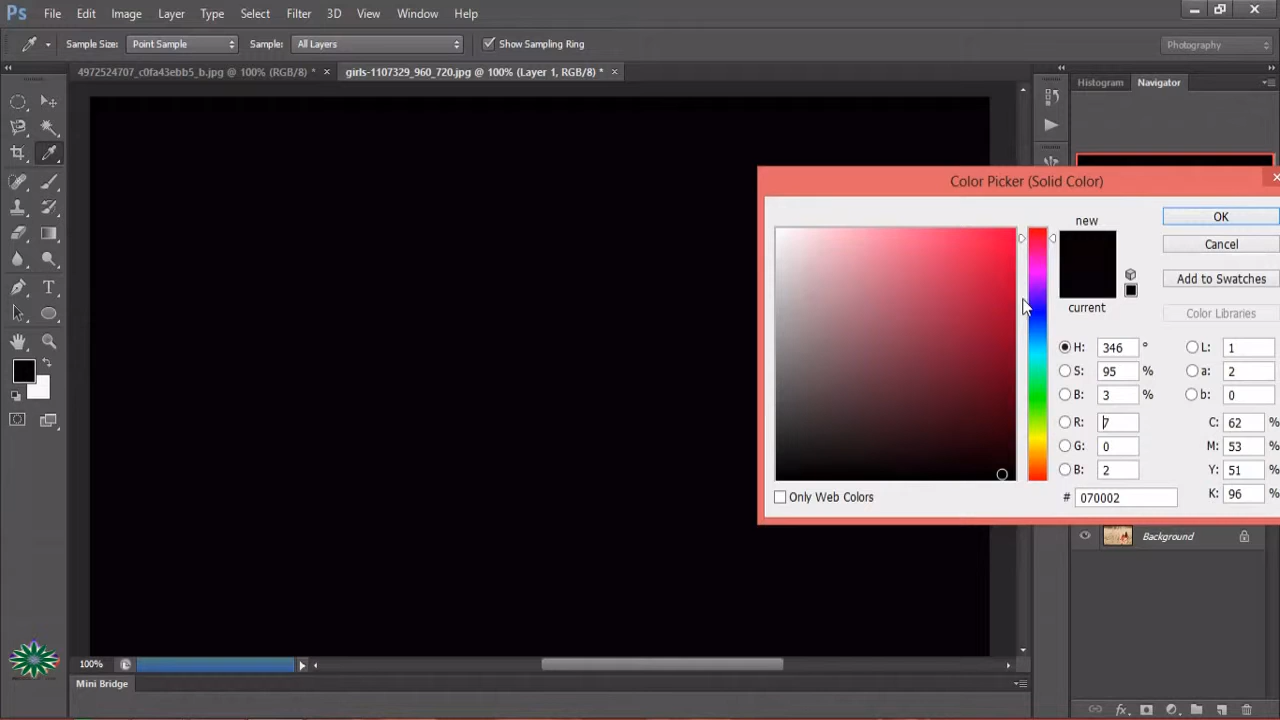 Ps File Edit Image Layer Type Select Filter 3D View Window Help
Sample Size: Point Sample Sample: All Layers Show Sampling Ring Photography
4972524707_c0fa43ebb5_b.jpg @ 100% (RGB/8) * × girls-1107329_960_720.jpg @ 100% (Layer 1, RGB/8) * × Histogram Navigator
Color Picker (Solid Color)
new OK
Cancel
Add to Swatches
current Color Libraries
H: 346 ° L: 1
S: 95 % a: 2
B: 3 % b: 0
R: 7 C: 62 %
G: 0 M: 53 %
B: 2 Y: 51 %
# 070002 K: 96 %
Only Web Colors
Background
100%
Mini Bridge
fx